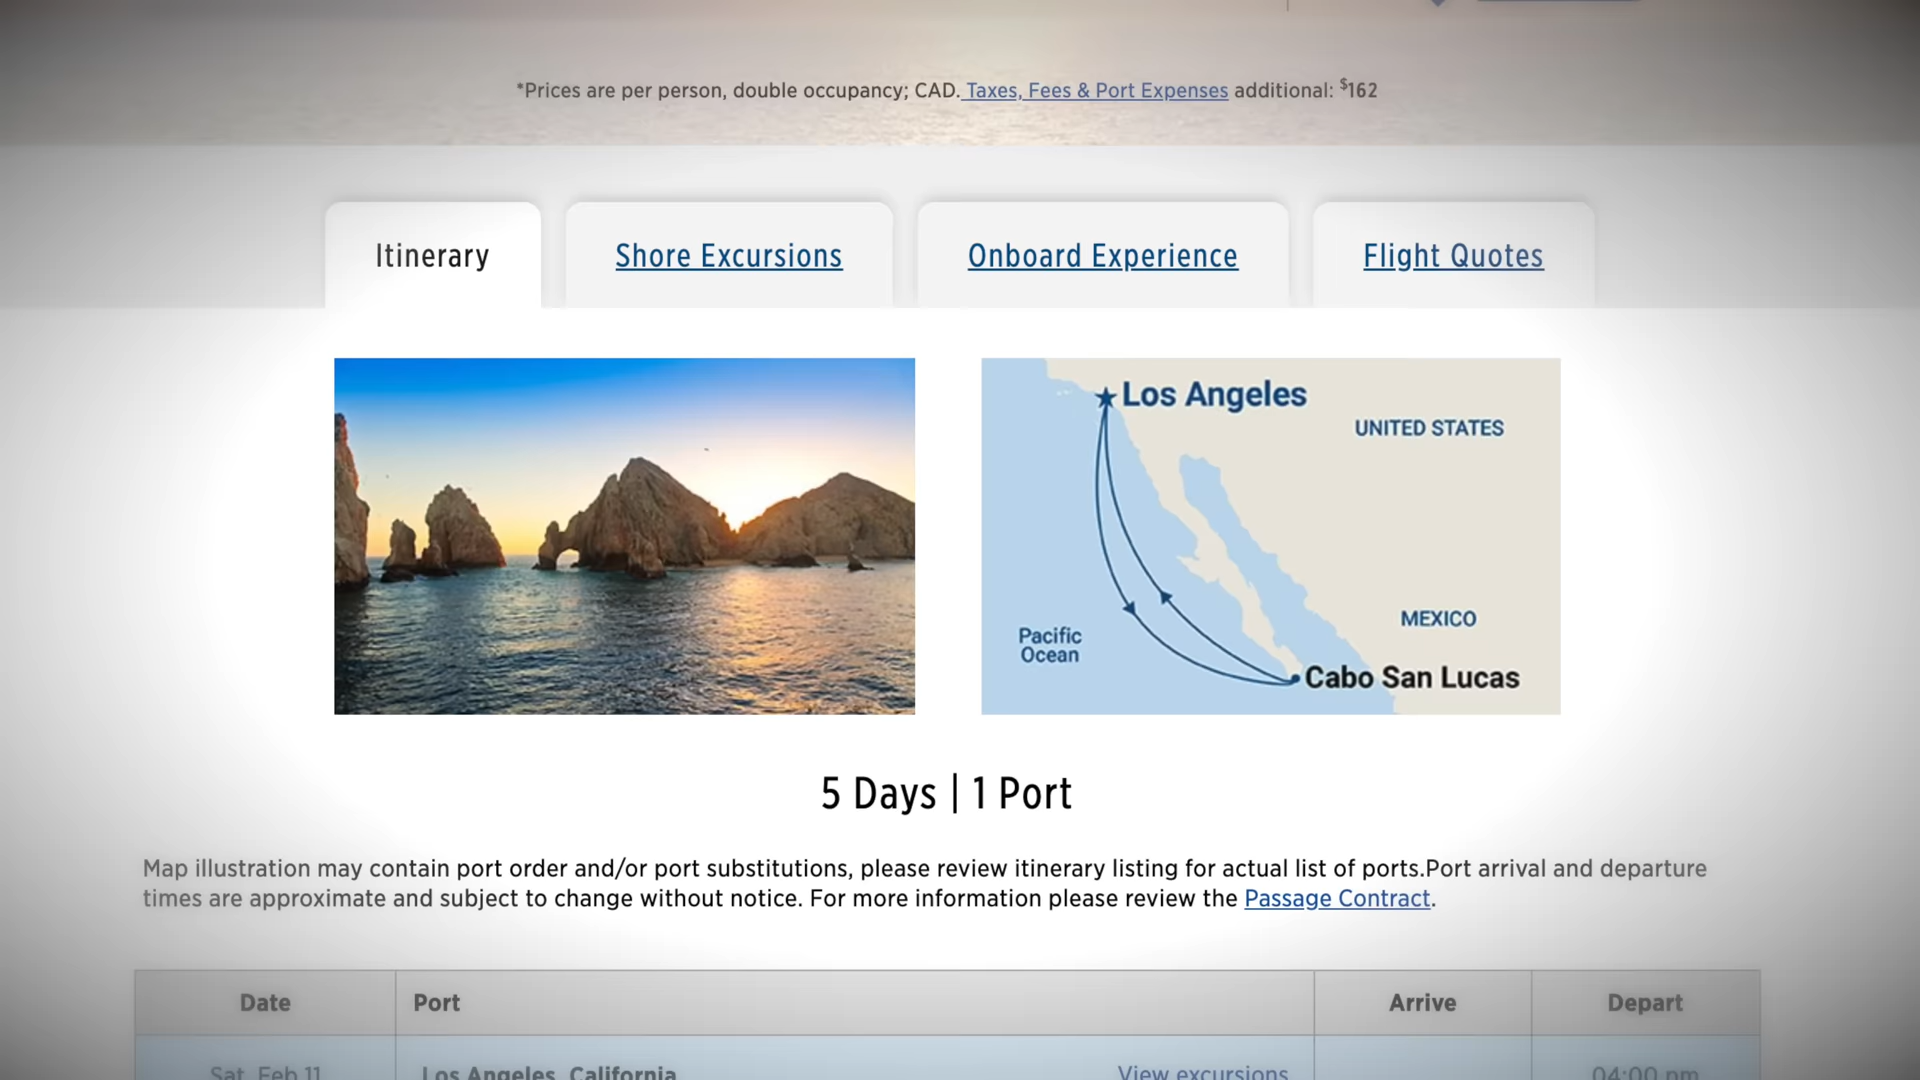 *Prices are per person, double occupancy; CAD. Taxes, Fees & Port Expenses additional: $162
Itinerary
Shore Excursions
Onboard Experience
Flight Quotes
Los Angeles
UNITED STATES
Pacific
Ocean
MEXICO
Cabo San Lucas
5 Days | 1 Port
Map illustration may contain port order and/or port substitutions, please review itinerary listing for actual list of ports.Port arrival and departure
times are approximate and subject to change without notice. For more information please review the Passage Contract.
Date Port Arrive Depart
Sat, Feb 11 Los Angeles, California View excursions 04:00 pm